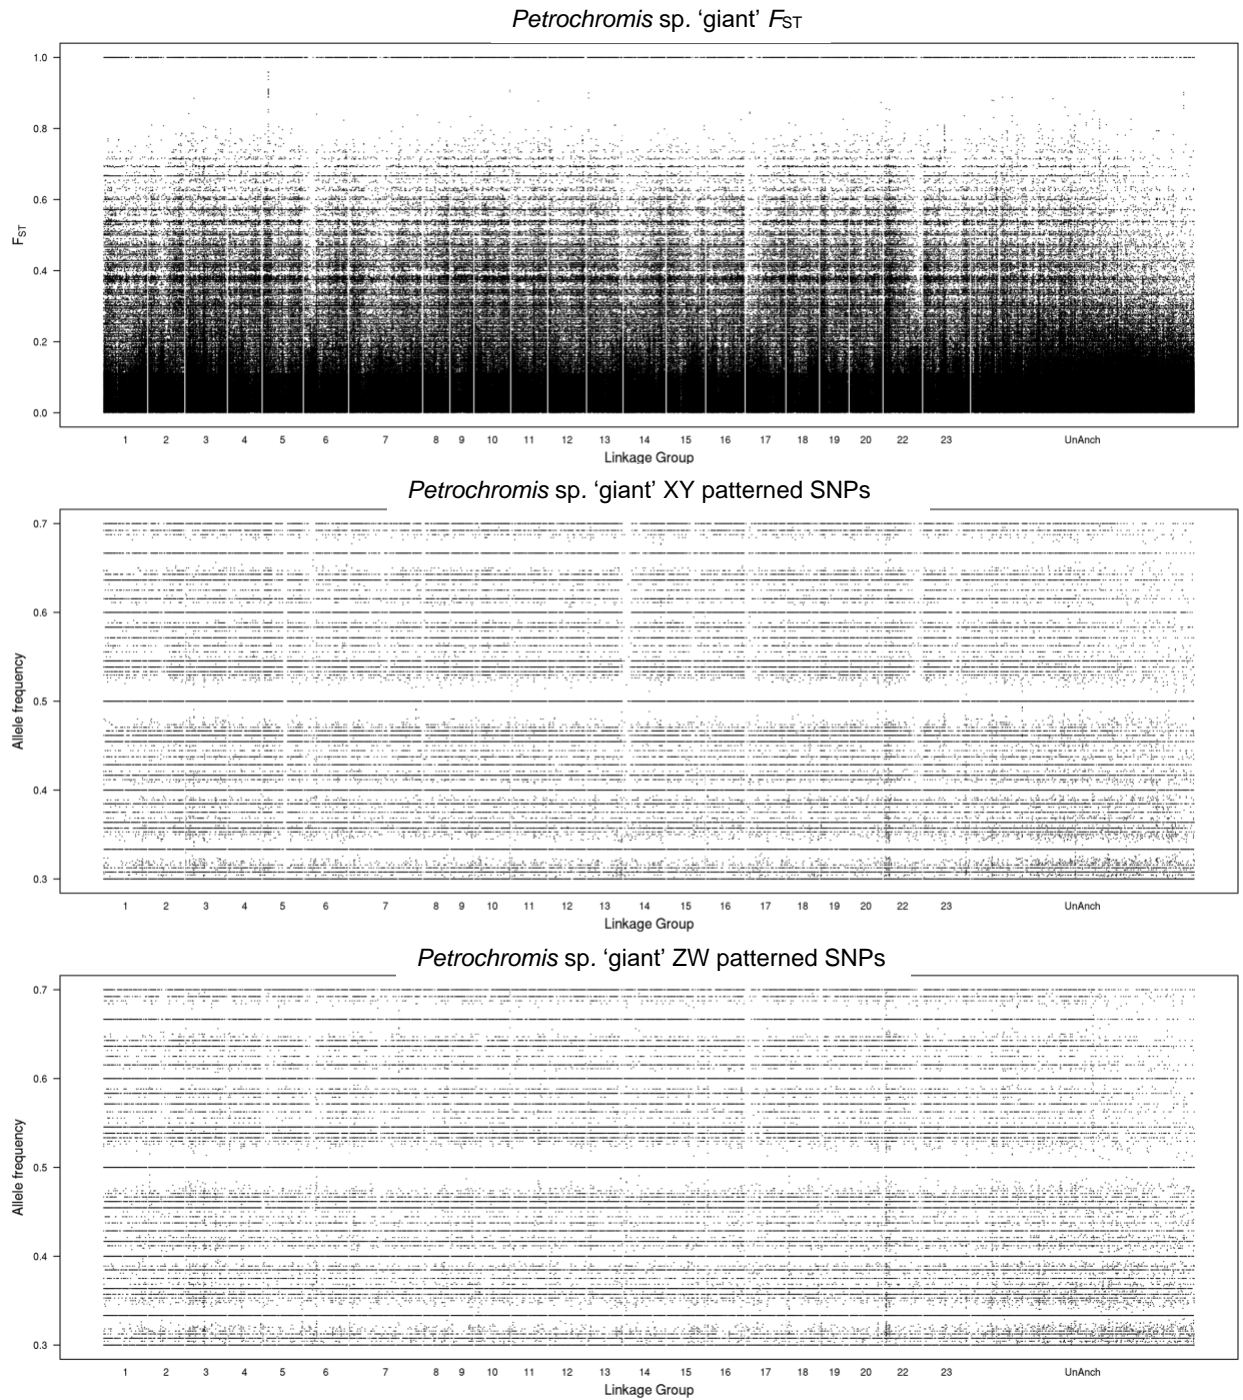 Petrochromis sp. ‘giant’ FST
1.0
0.8
0.6
0.4
0.2
0.0
FST
1 2 3 4 5 6 7 8 9 10 11 12 13 14 15 16 17 18 19 20 22 23 UnAnch
Linkage Group
Petrochromis sp. ‘giant’ XY patterned SNPs
0.7
0.6
0.5
0.4
0.3
Allele frequency
1 2 3 4 5 6 7 8 9 10 11 12 13 14 15 16 17 18 19 20 22 23 UnAnch
Linkage Group
Petrochromis sp. ‘giant’ ZW patterned SNPs
0.7
0.6
0.5
0.4
0.3
Allele frequency
1 2 3 4 5 6 7 8 9 10 11 12 13 14 15 16 17 18 19 20 22 23 UnAnch
Linkage Group